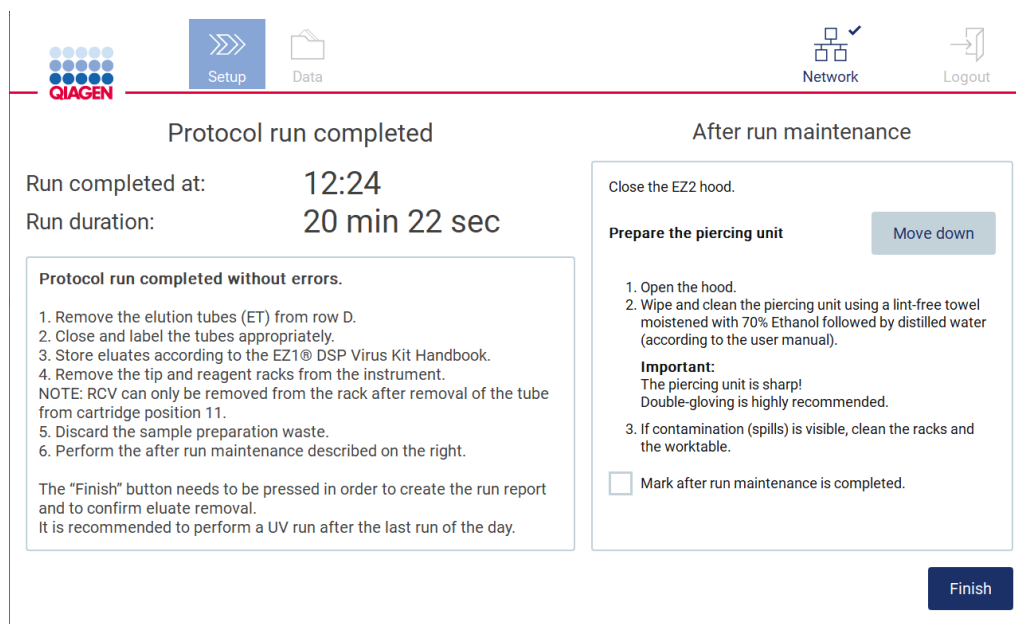 QIAGEN
Setup
Data
Network
Logout
Protocol run completed
Run completed at: 12:24
Run duration: 20 min 22 sec
Protocol run completed without errors.
1. Remove the elution tubes (ET) from row D.
2. Close and label the tubes appropriately.
3. Store eluates according to the EZ1® DSP Virus Kit Handbook.
4. Remove the tip and reagent racks from the instrument.
NOTE: RCV can only be removed from the rack after removal of the tube
from cartridge position 11.
5. Discard the sample preparation waste.
6. Perform the after run maintenance described on the right.
The “Finish” button needs to be pressed in order to create the run report
and to confirm eluate removal.
It is recommended to perform a UV run after the last run of the day.
After run maintenance
Close the EZ2 hood.
Prepare the piercing unit
Move down
1. Open the hood.
2. Wipe and clean the piercing unit using a lint-free towel
moistened with 70% Ethanol followed by distilled water
(according to the user manual).
Important:
The piercing unit is sharp!
Double-gloving is highly recommended.
3. If contamination (spills) is visible, clean the racks and
the worktable.
Mark after run maintenance is completed.
Finish